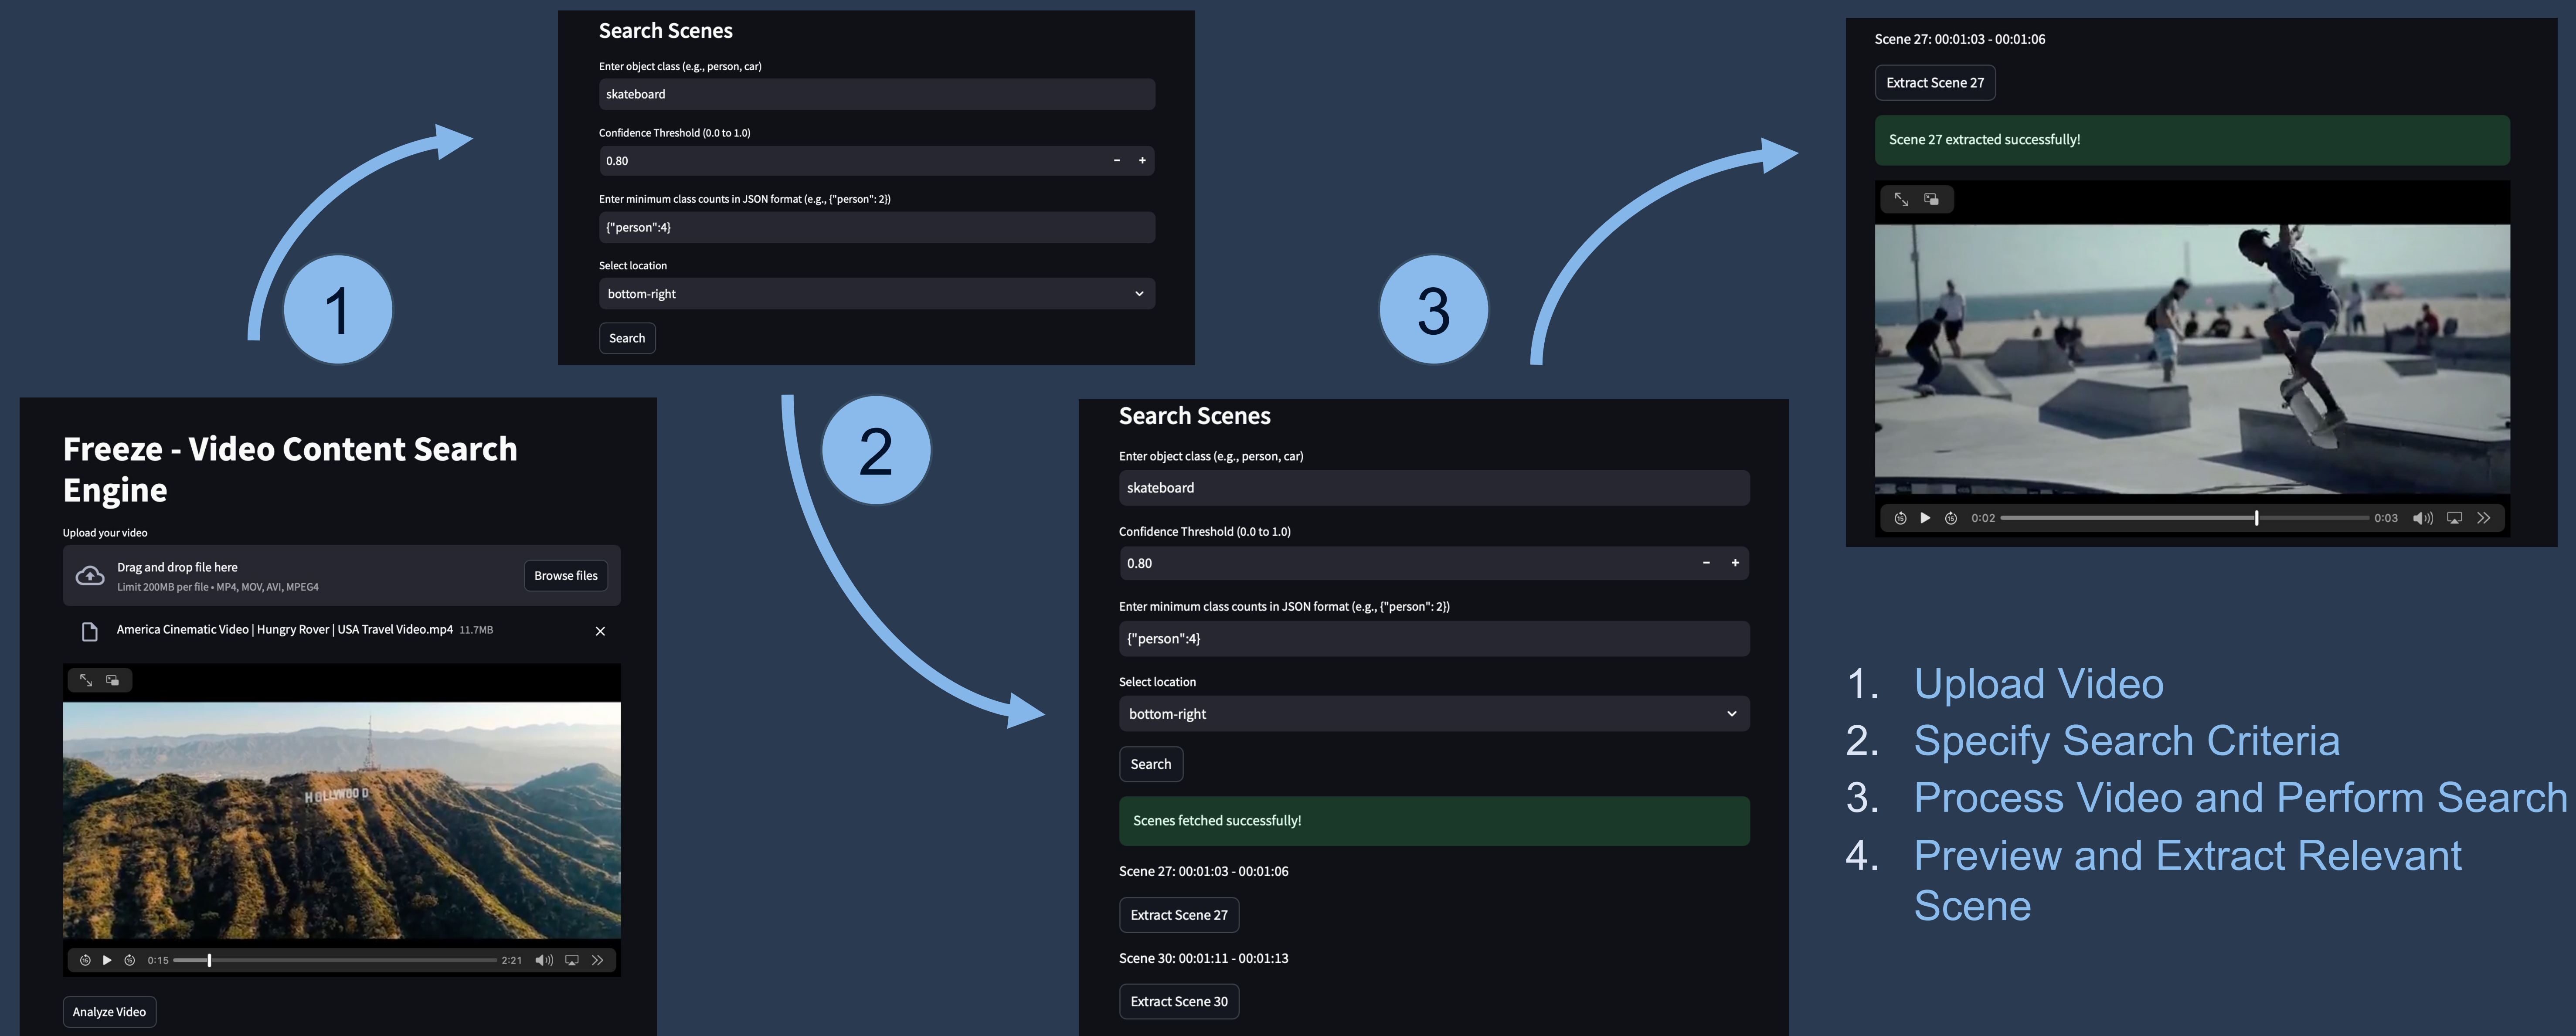 Freeze - Video Content Search
Engine
Upload your video
Drag and drop file here
Limit 200MB per file • MP4, MOV, AVI, MPEG4
Browse files
America Cinematic Video | Hungry Rover | USA Travel Video.mp4 11.7MB
HOLLYWOOD
15
15
0:15
2:21
Analyze Video
1
Search Scenes
Enter object class (e.g., person, car)
skateboard
Confidence Threshold (0.0 to 1.0)
0.80
- +
Enter minimum class counts in JSON format (e.g., {"person": 2})
{"person":4}
Select location
bottom-right
Search
2
Search Scenes
Enter object class (e.g., person, car)
skateboard
Confidence Threshold (0.0 to 1.0)
0.80
- +
Enter minimum class counts in JSON format (e.g., {"person": 2})
{"person":4}
Select location
bottom-right
Search
Scenes fetched successfully!
Scene 27: 00:01:03 - 00:01:06
Extract Scene 27
Scene 30: 00:01:11 - 00:01:13
Extract Scene 30
3
Scene 27: 00:01:03 - 00:01:06
Extract Scene 27
Scene 27 extracted successfully!
15
15
0:02
0:03
1. Upload Video
2. Specify Search Criteria
3. Process Video and Perform Search
4. Preview and Extract Relevant
Scene